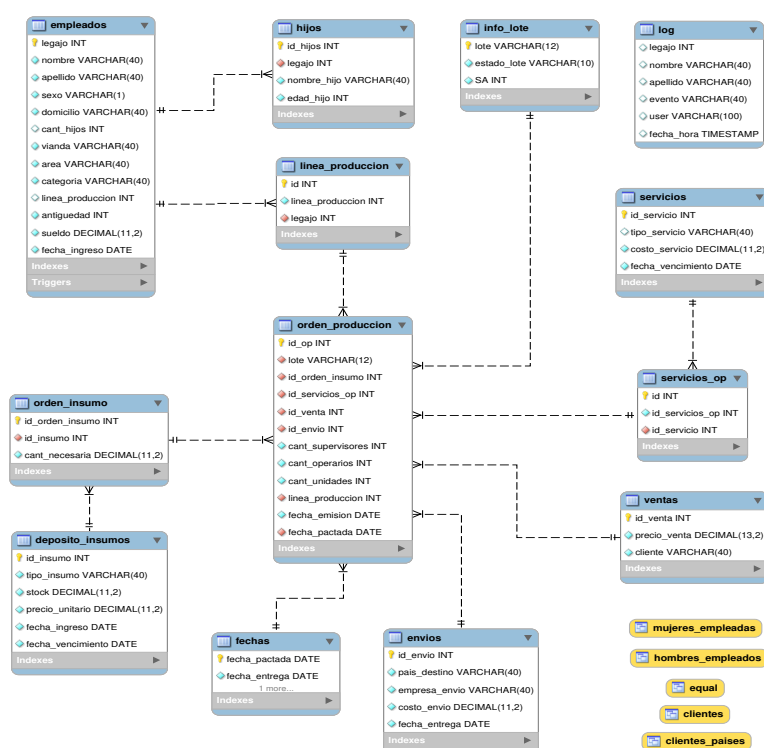 empleados
legajo INT
nombre VARCHAR(40)
apellido VARCHAR(40)
sexo VARCHAR(1)
domicilio VARCHAR(40)
cant_hijos INT
vianda VARCHAR(40)
area VARCHAR(40)
categoria VARCHAR(40)
linea_produccion INT
antiguedad INT
sueldo DECIMAL(11,2)
fecha_ingreso DATE
Indexes
Triggers
hijos
id_hijos INT
legajo INT
nombre_hijo VARCHAR(40)
edad_hijo INT
Indexes
info_lote
lote VARCHAR(12)
estado_lote VARCHAR(10)
SA INT
Indexes
log
legajo INT
nombre VARCHAR(40)
apellido VARCHAR(40)
evento VARCHAR(40)
user VARCHAR(100)
fecha_hora TIMESTAMP
linea_produccion
id INT
linea_produccion INT
legajo INT
Indexes
servicios
id_servicio INT
tipo_servicio VARCHAR(40)
costo_servicio DECIMAL(11,2)
fecha_vencimiento DATE
Indexes
orden_produccion
id_op INT
lote VARCHAR(12)
id_orden_insumo INT
id_servicios_op INT
id_venta INT
id_envio INT
cant_supervisores INT
cant_operarios INT
cant_unidades INT
linea_produccion INT
fecha_emision DATE
fecha_pactada DATE
Indexes
servicios_op
id INT
id_servicios_op INT
id_servicio INT
Indexes
orden_insumo
id_orden_insumo INT
id_insumo INT
cant_necesaria DECIMAL(11,2)
Indexes
ventas
id_venta INT
precio_venta DECIMAL(13,2)
cliente VARCHAR(40)
Indexes
deposito_insumos
id_insumo INT
tipo_insumo VARCHAR(40)
stock DECIMAL(11,2)
precio_unitario DECIMAL(11,2)
fecha_ingreso DATE
fecha_vencimiento DATE
Indexes
fechas
fecha_pactada DATE
fecha_entrega DATE
1 more...
Indexes
envios
id_envio INT
pais_destino VARCHAR(40)
empresa_envio VARCHAR(40)
costo_envio DECIMAL(11,2)
fecha_entrega DATE
Indexes
mujeres_empleadas
hombres_empleados
equal
clientes
clientes_paises